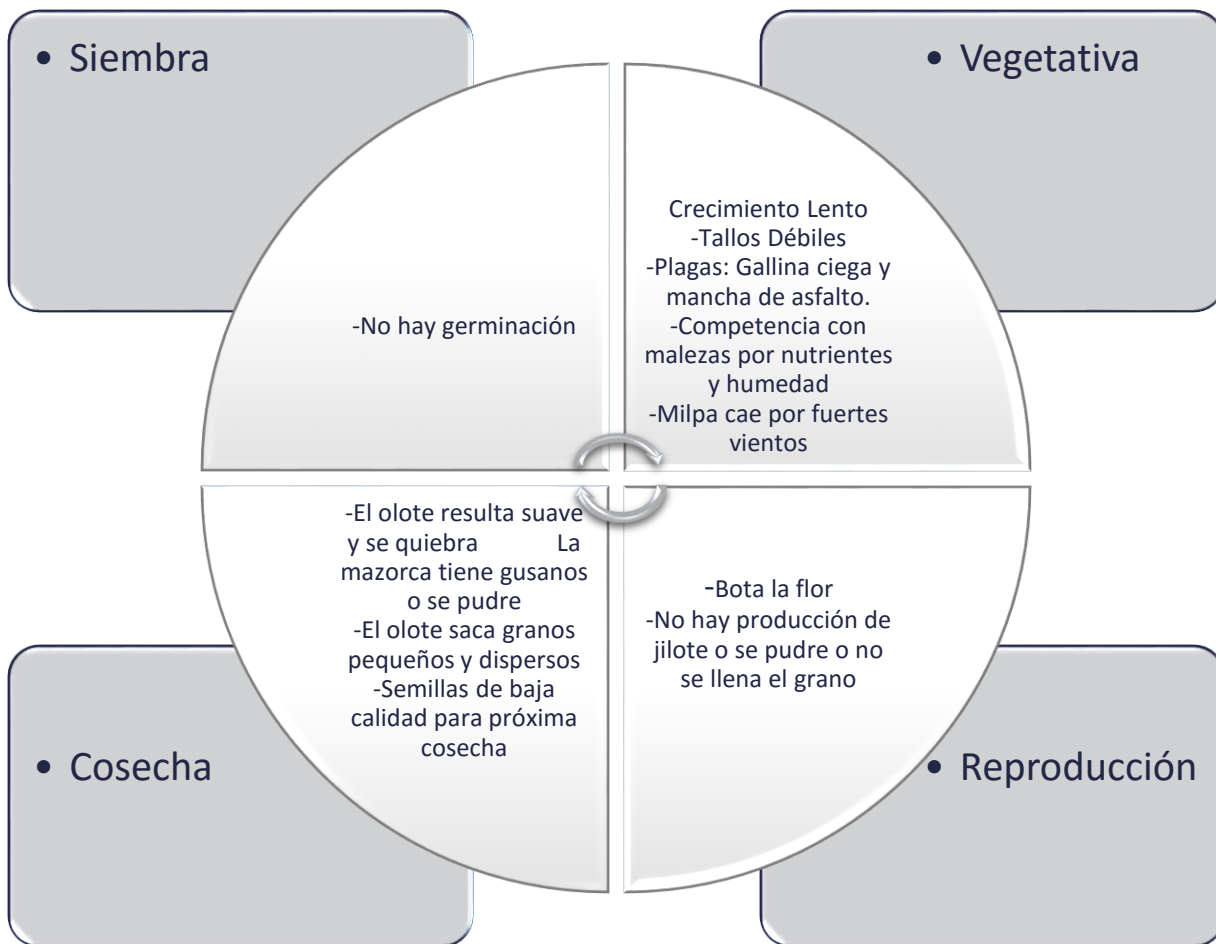 • Siembra
-No hay germinación
• Vegetativa
Crecimiento Lento
-Tallos Débiles
-Plagas: Gallina ciega y
mancha de asfalto.
-Competencia con
malezas por nutrientes
y humedad
-Milpa cae por fuertes
vientos
-El olote resulta suave
y se quiebra La
mazorca tiene gusanos
o se pudre
-El olote saca granos
pequeños y dispersos
-Semillas de baja
calidad para próxima
cosecha
• Cosecha
-Bota la flor
-No hay producción de
jilote o se pudre o no
se llena el grano
• Reproducción